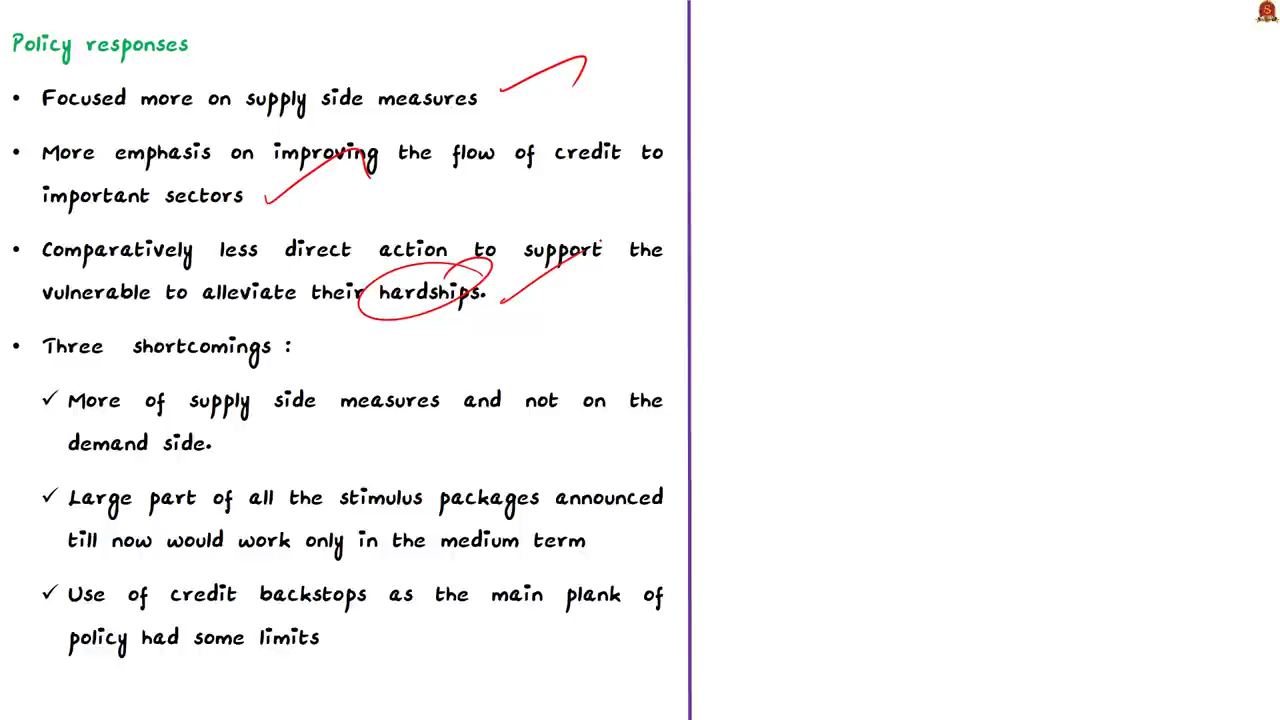 Policy responses
• Focused more on supply side measures
• More emphasis on improving the flow of credit to
important sectors
• Comparatively less direct action to support the
vulnerable to alleviate their hardships.
• Three shortcomings :
✓ More of supply side measures and not on the
demand side.
✓ Large part of all the stimulus packages announced
till now would work only in the medium term
✓ Use of credit backstops as the main plank of
policy had some limits